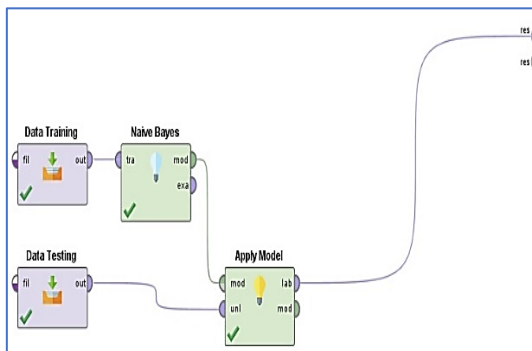 res
res
Data Training
fil out
Naive Bayes
tra mod
exa
Data Testing
fil out
Apply Model
mod lab
unl mod